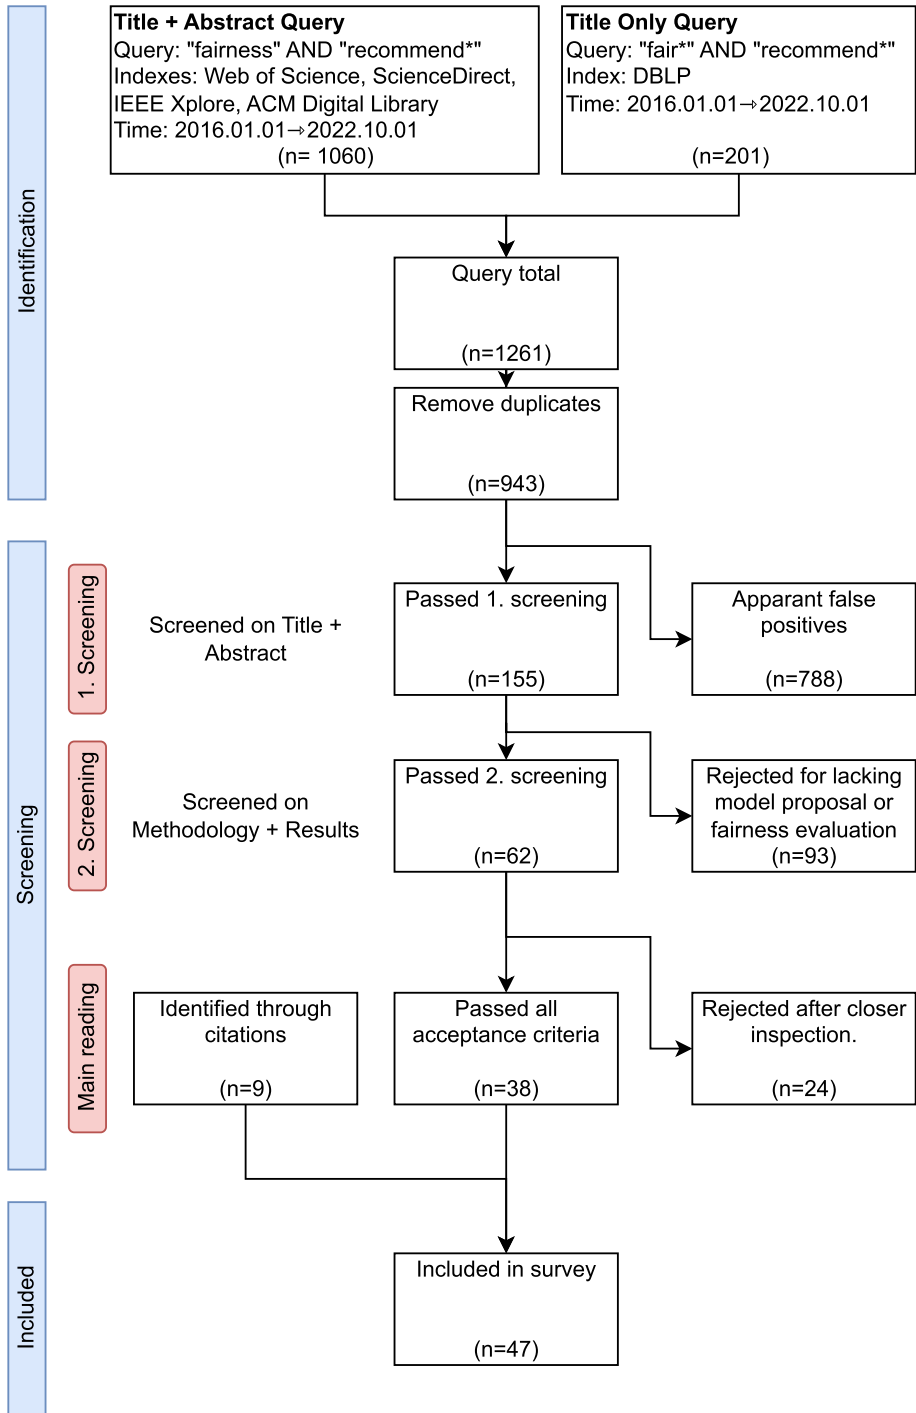 Title + Abstract Query
Query: "fairness" AND "recommend*"
Indexes: Web of Science, ScienceDirect,
IEEE Xplore, ACM Digital Library
Time: 2016.01.01→2022.10.01
(n= 1060)
Title Only Query
Query: "fair*" AND "recommend*"
Index: DBLP
Time: 2016.01.01→2022.10.01
(n=201)
Identification
Query total
(n=1261)
Remove duplicates
(n=943)
Screening
1. Screening
Screened on Title +
Abstract
Passed 1. screening
(n=155)
Apparant false
positives
(n=788)
2. Screening
Screened on
Methodology + Results
Passed 2. screening
(n=62)
Rejected for lacking
model proposal or
fairness evaluation
(n=93)
Main reading
Identified through
citations
(n=9)
Passed all
acceptance criteria
(n=38)
Rejected after closer
inspection.
(n=24)
Included
Included in survey
(n=47)